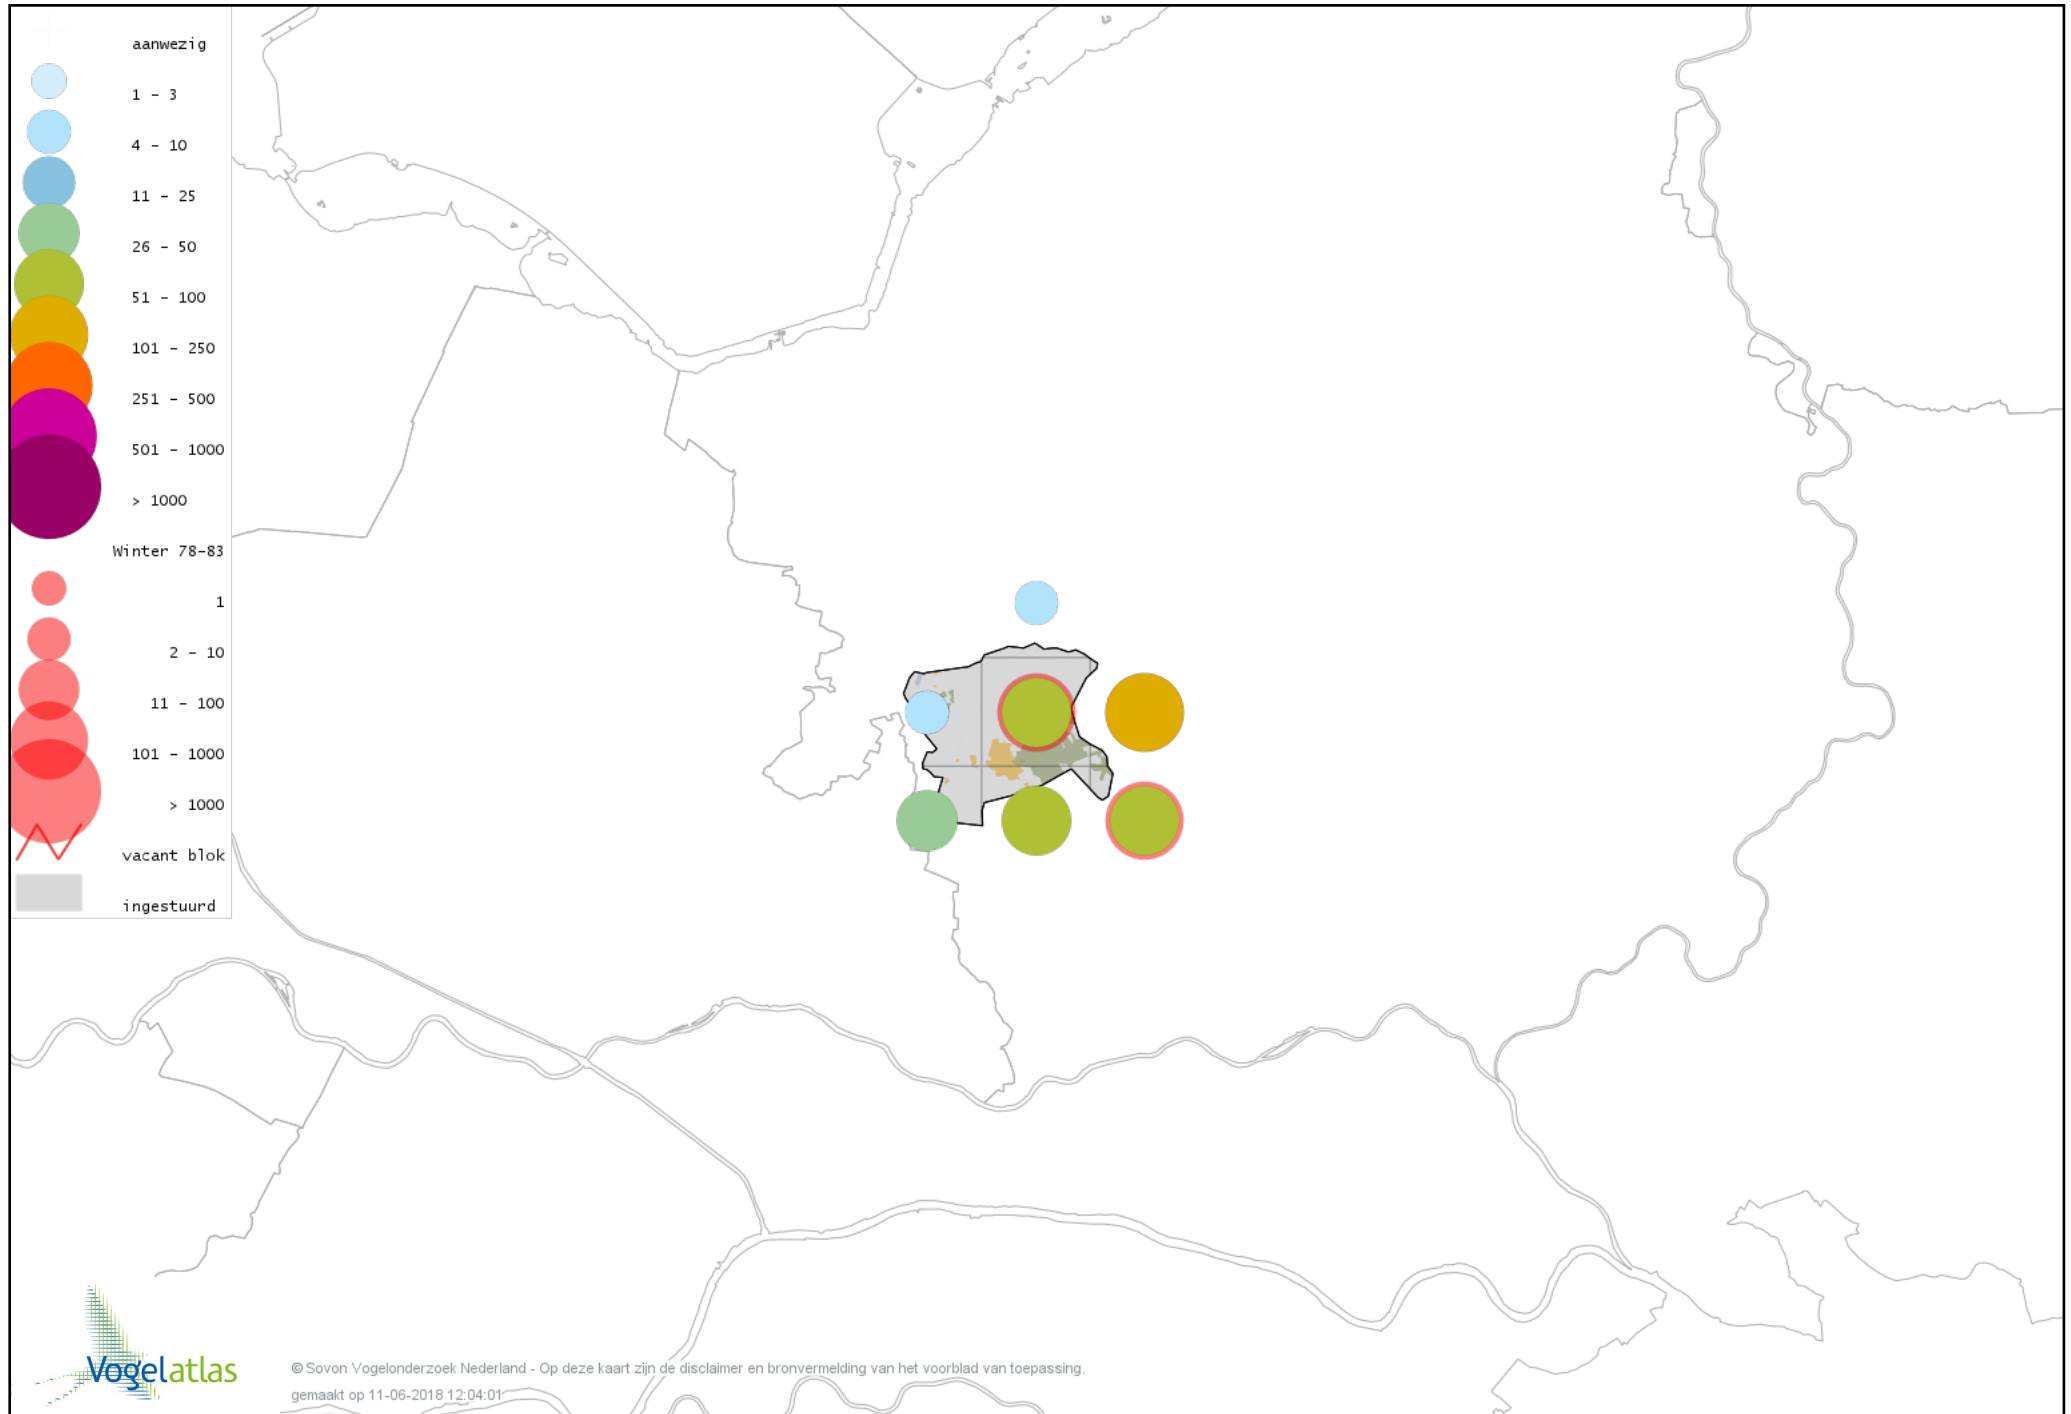 aanwezig
1 - 3
4 - 10
11 - 25
26 - 50
51 - 100
101 - 250
251 - 500
501 - 1000
> 1000
Winter 78-83
1
2 - 10
11 - 100
101 - 1000
> 1000
vacant blok
ingestuurd
Vogelatlas
© Sovon Vogelonderzoek Nederland - Op deze kaart zijn de disclaimer en bronvermelding van het voorblad van toepassing.
gemaakt op 11-06-2018 12:04:01